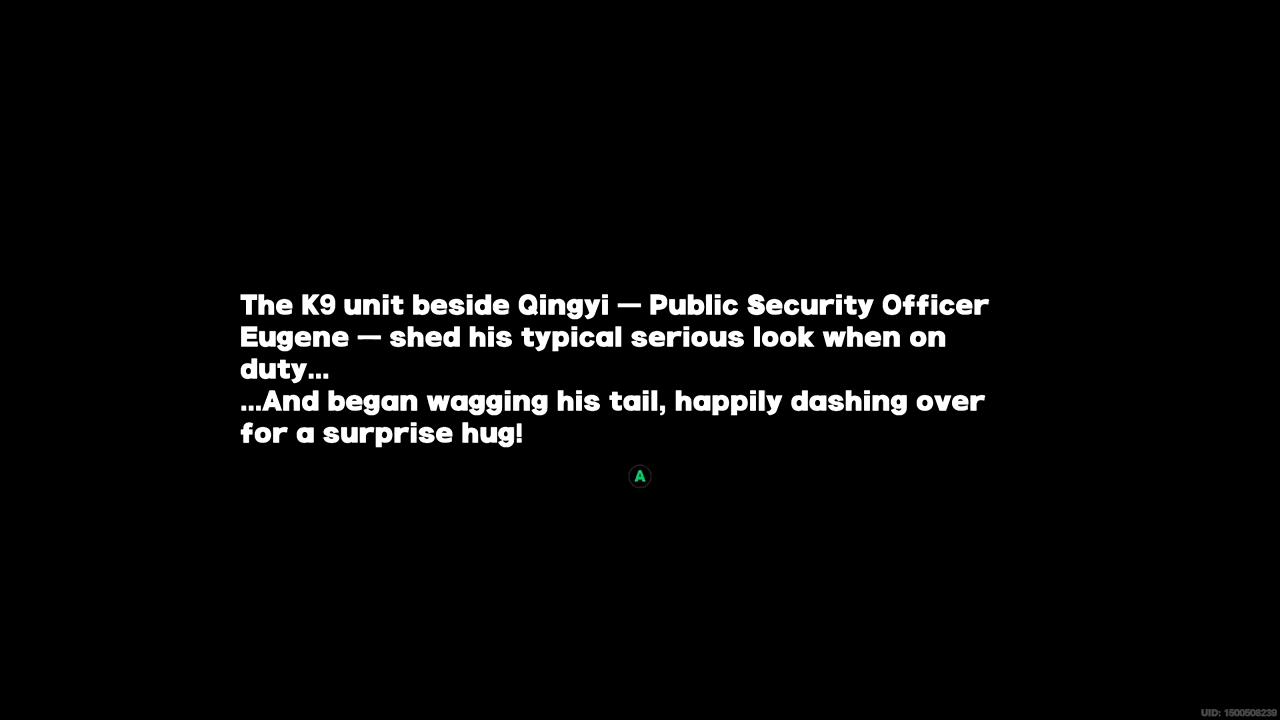 The K9 unit beside Qingyi — Public Security Officer
Eugene — shed his typical serious look when on
duty...
...And began wagging his tail, happily dashing over
for a surprise hug!
A
UID: 1500508239